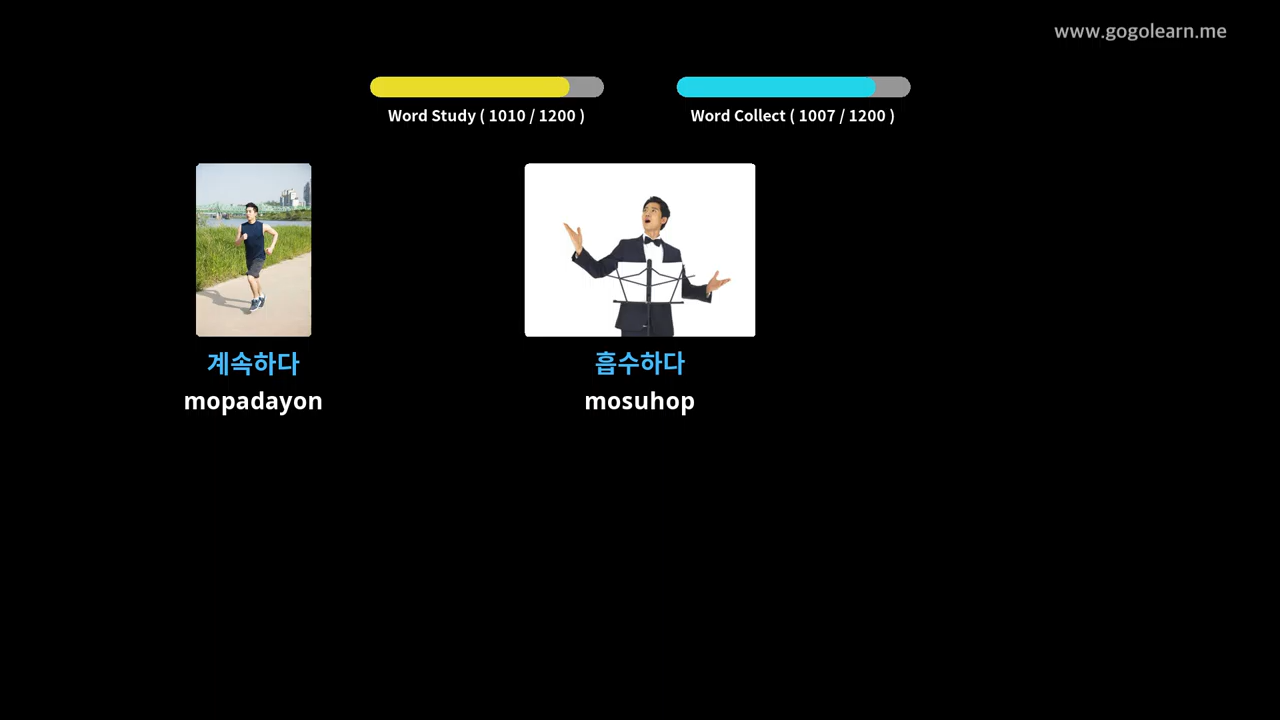 www.gogolearn.me
Word Study ( 1010 / 1200 )
Word Collect ( 1007 / 1200 )
계속하다
mopadayon
흡수하다
mosuhop